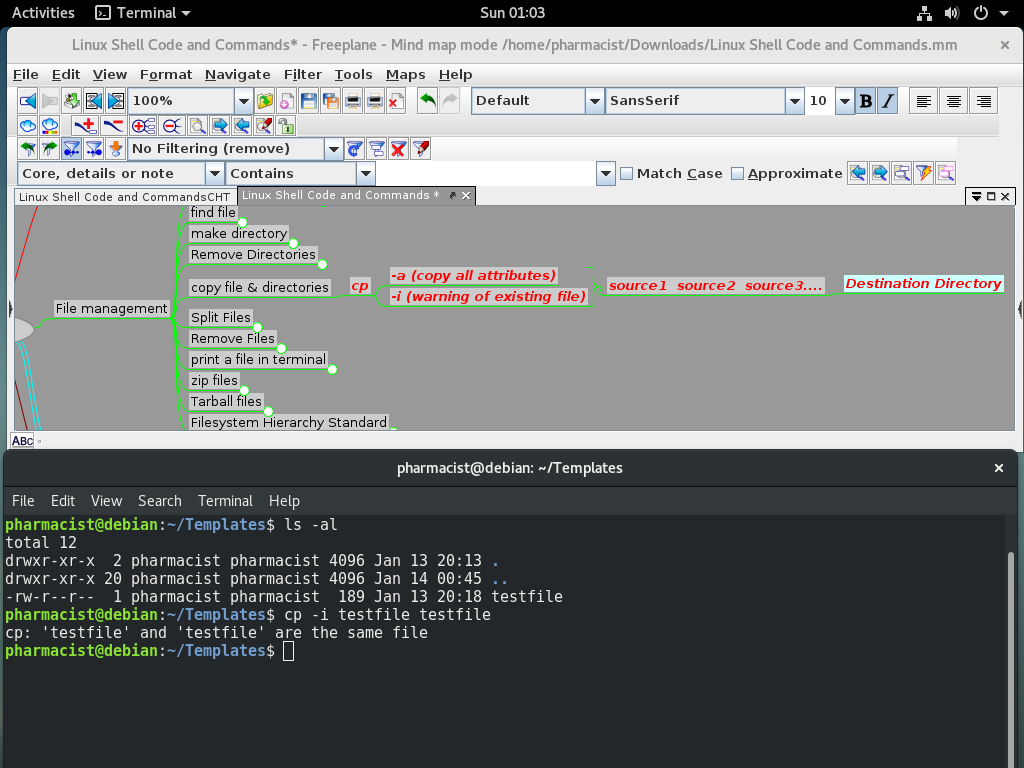 Activities Terminal Sun 01:03
Linux Shell Code and Commands* - Freeplane - Mind map mode /home/pharmacist/Downloads/Linux Shell Code and Commands.mm
File Edit View Format Navigate Filter Tools Maps Help
100% Default SansSerif 10 B I
No Filtering (remove)
Core, details or note Contains Match Case Approximate
Linux Shell Code and CommandsCHT Linux Shell Code and Commands *
find file
make directory
Remove Directories
copy file & directories cp -a (copy all attributes)
-i (warning of existing file) source1 source2 source3.... Destination Directory
File management
Split Files
Remove Files
print a file in terminal
zip files
Tarball files
Filesystem Hierarchy Standard
ABC
pharmacist@debian: ~/Templates
File Edit View Search Terminal Help
pharmacist@debian:~/Templates$ ls -al
total 12
drwxr-xr-x  2 pharmacist pharmacist 4096 Jan 13 20:13 .
drwxr-xr-x 20 pharmacist pharmacist 4096 Jan 14 00:45 ..
-rw-r--r--  1 pharmacist pharmacist  189 Jan 13 20:18 testfile
pharmacist@debian:~/Templates$ cp -i testfile testfile
cp: 'testfile' and 'testfile' are the same file
pharmacist@debian:~/Templates$